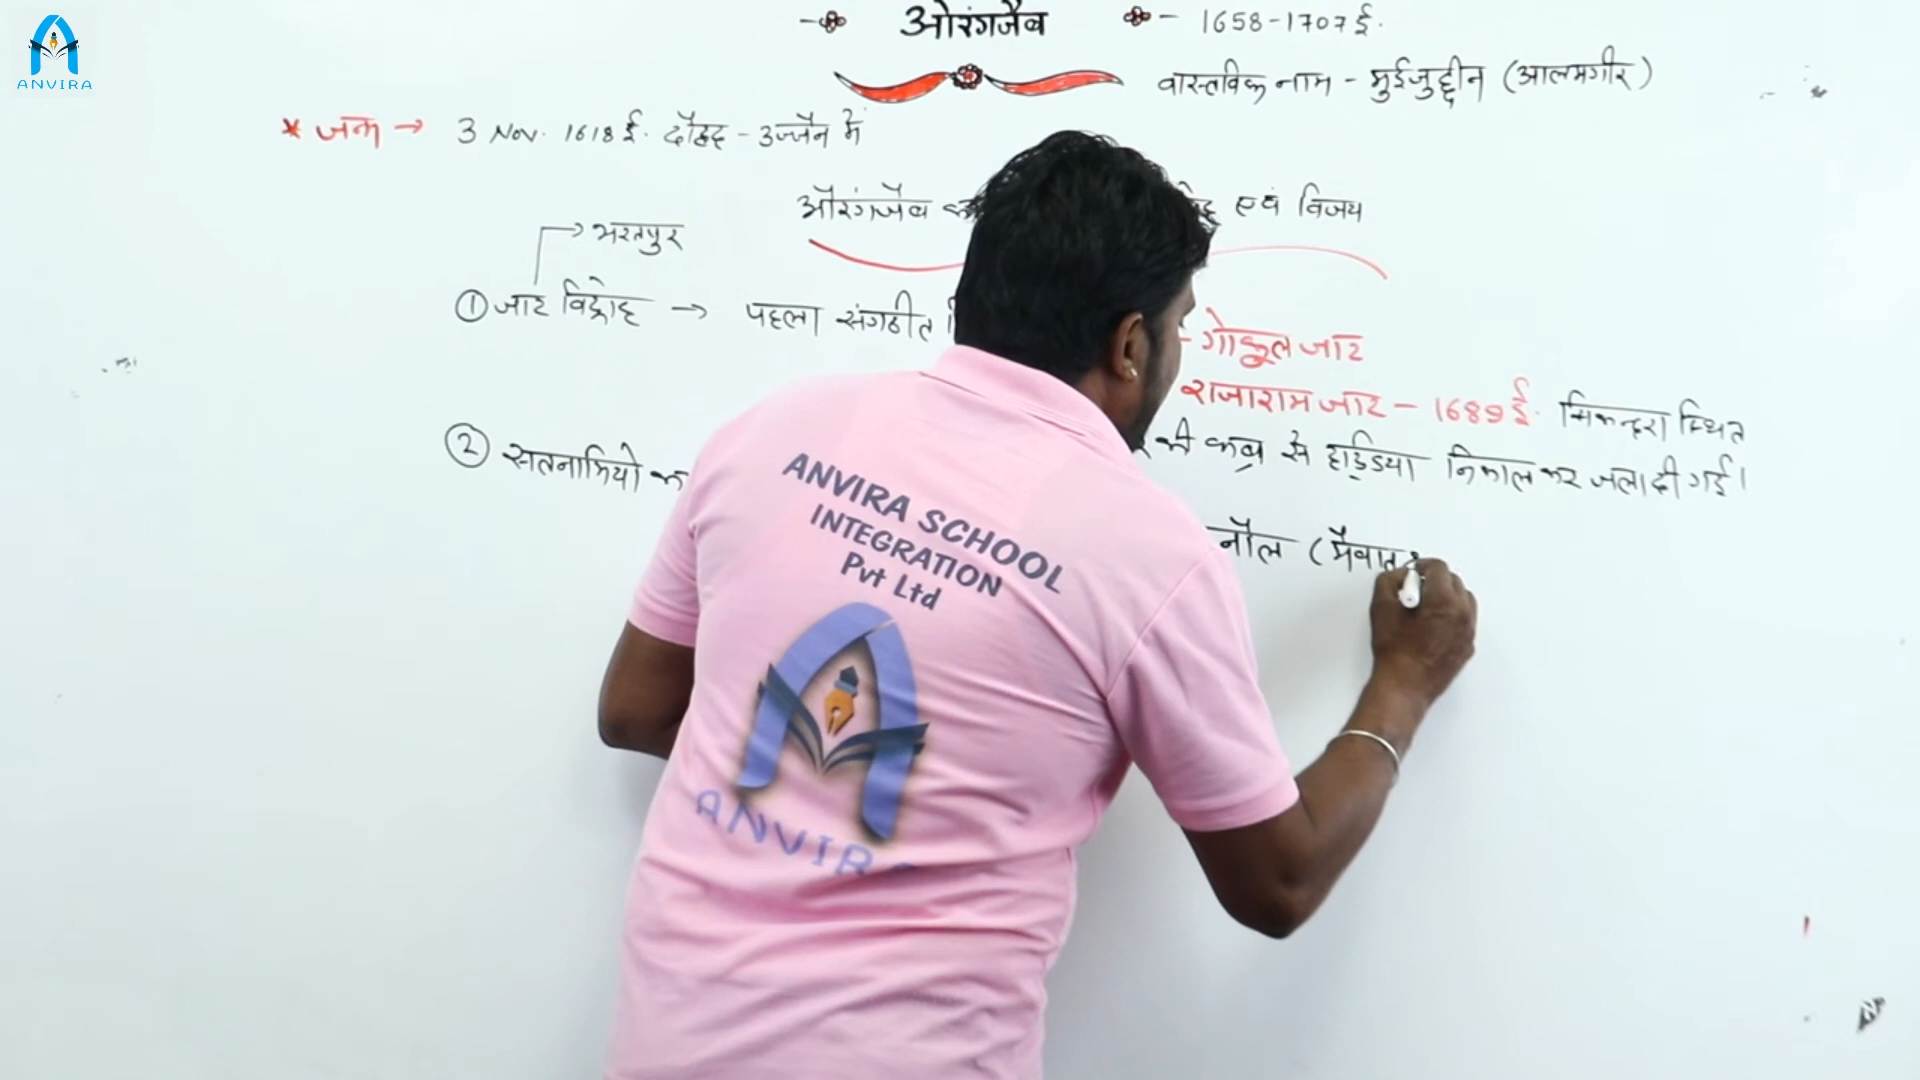 ANVIRA
औरंगजैब - 1658-1707 ई.
वास्तविक नाम - मुईजुद्दीन (आलमगीर)
* जन्म → 3 Nov. 1618 ई. दौहद - उज्जैन में
औरंगजैब एवं विजय
→ भरतपुर
① जाट विद्रोह → पहला संगठीत
- गोकुल जाट
राजाराम जाट - 1689 ई. सिकन्दरा स्थित
की कब्र से हड्डिया निकाल कर जला दी गई।
② सतनामियो
नौल (मैवात
ANVIRA SCHOOL
INTEGRATION
Pvt Ltd
ANVIRA